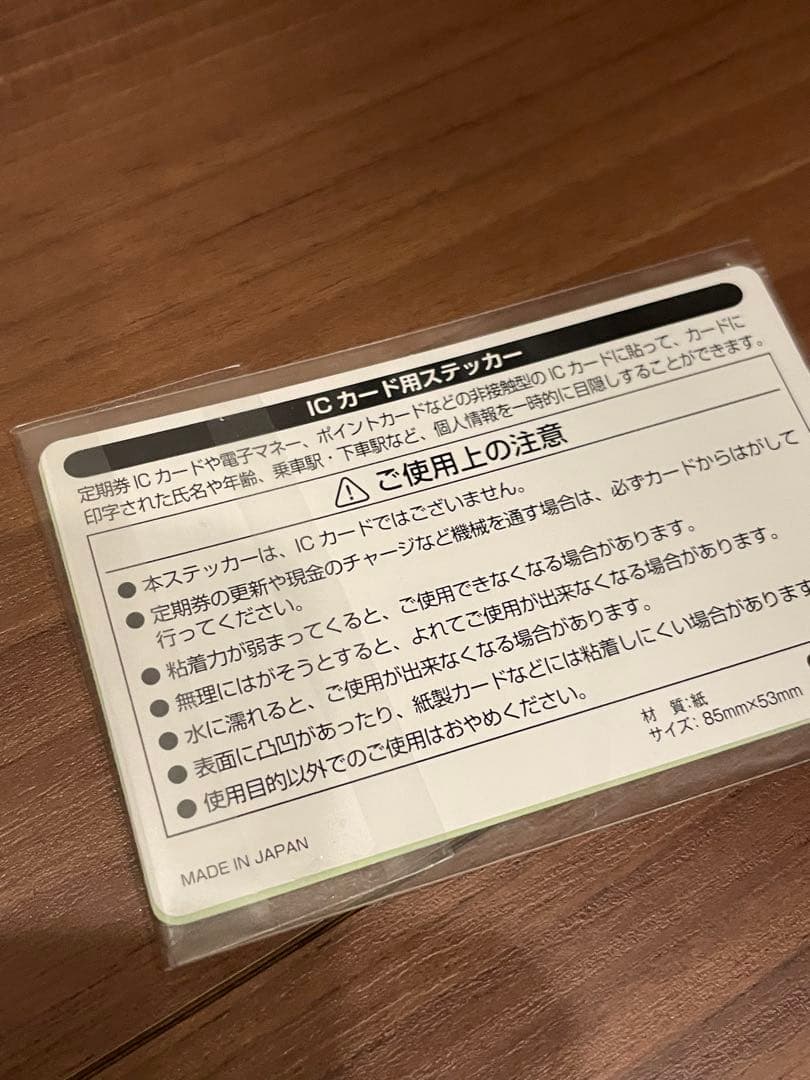 IC カード用ステッカー
定期券 IC カードや電子マネー、ポイントカードなどの非接触型の IC カードに貼って、カードに
印字された氏名や年齢、乗車駅・下車駅など、個人情報を一時的に目隠しすることができます。
⚠ ご使用上の注意
● 本ステッカーは、IC カードではございません。
● 定期券の更新や現金のチャージなど機械を通す場合は、必ずカードからはがして
行ってください。
● 粘着力が弱まってくると、ご使用できなくなる場合があります。
● 無理にはがそうとすると、よれてご使用が出来なくなる場合があります。
● 水に濡れると、ご使用が出来なくなる場合があります。
● 表面に凸凹があったり、紙製カードなどには粘着しにくい場合があります
● 使用目的以外でのご使用はおやめください。
材 質:紙
サイズ: 85mm×53mm
MADE IN JAPAN